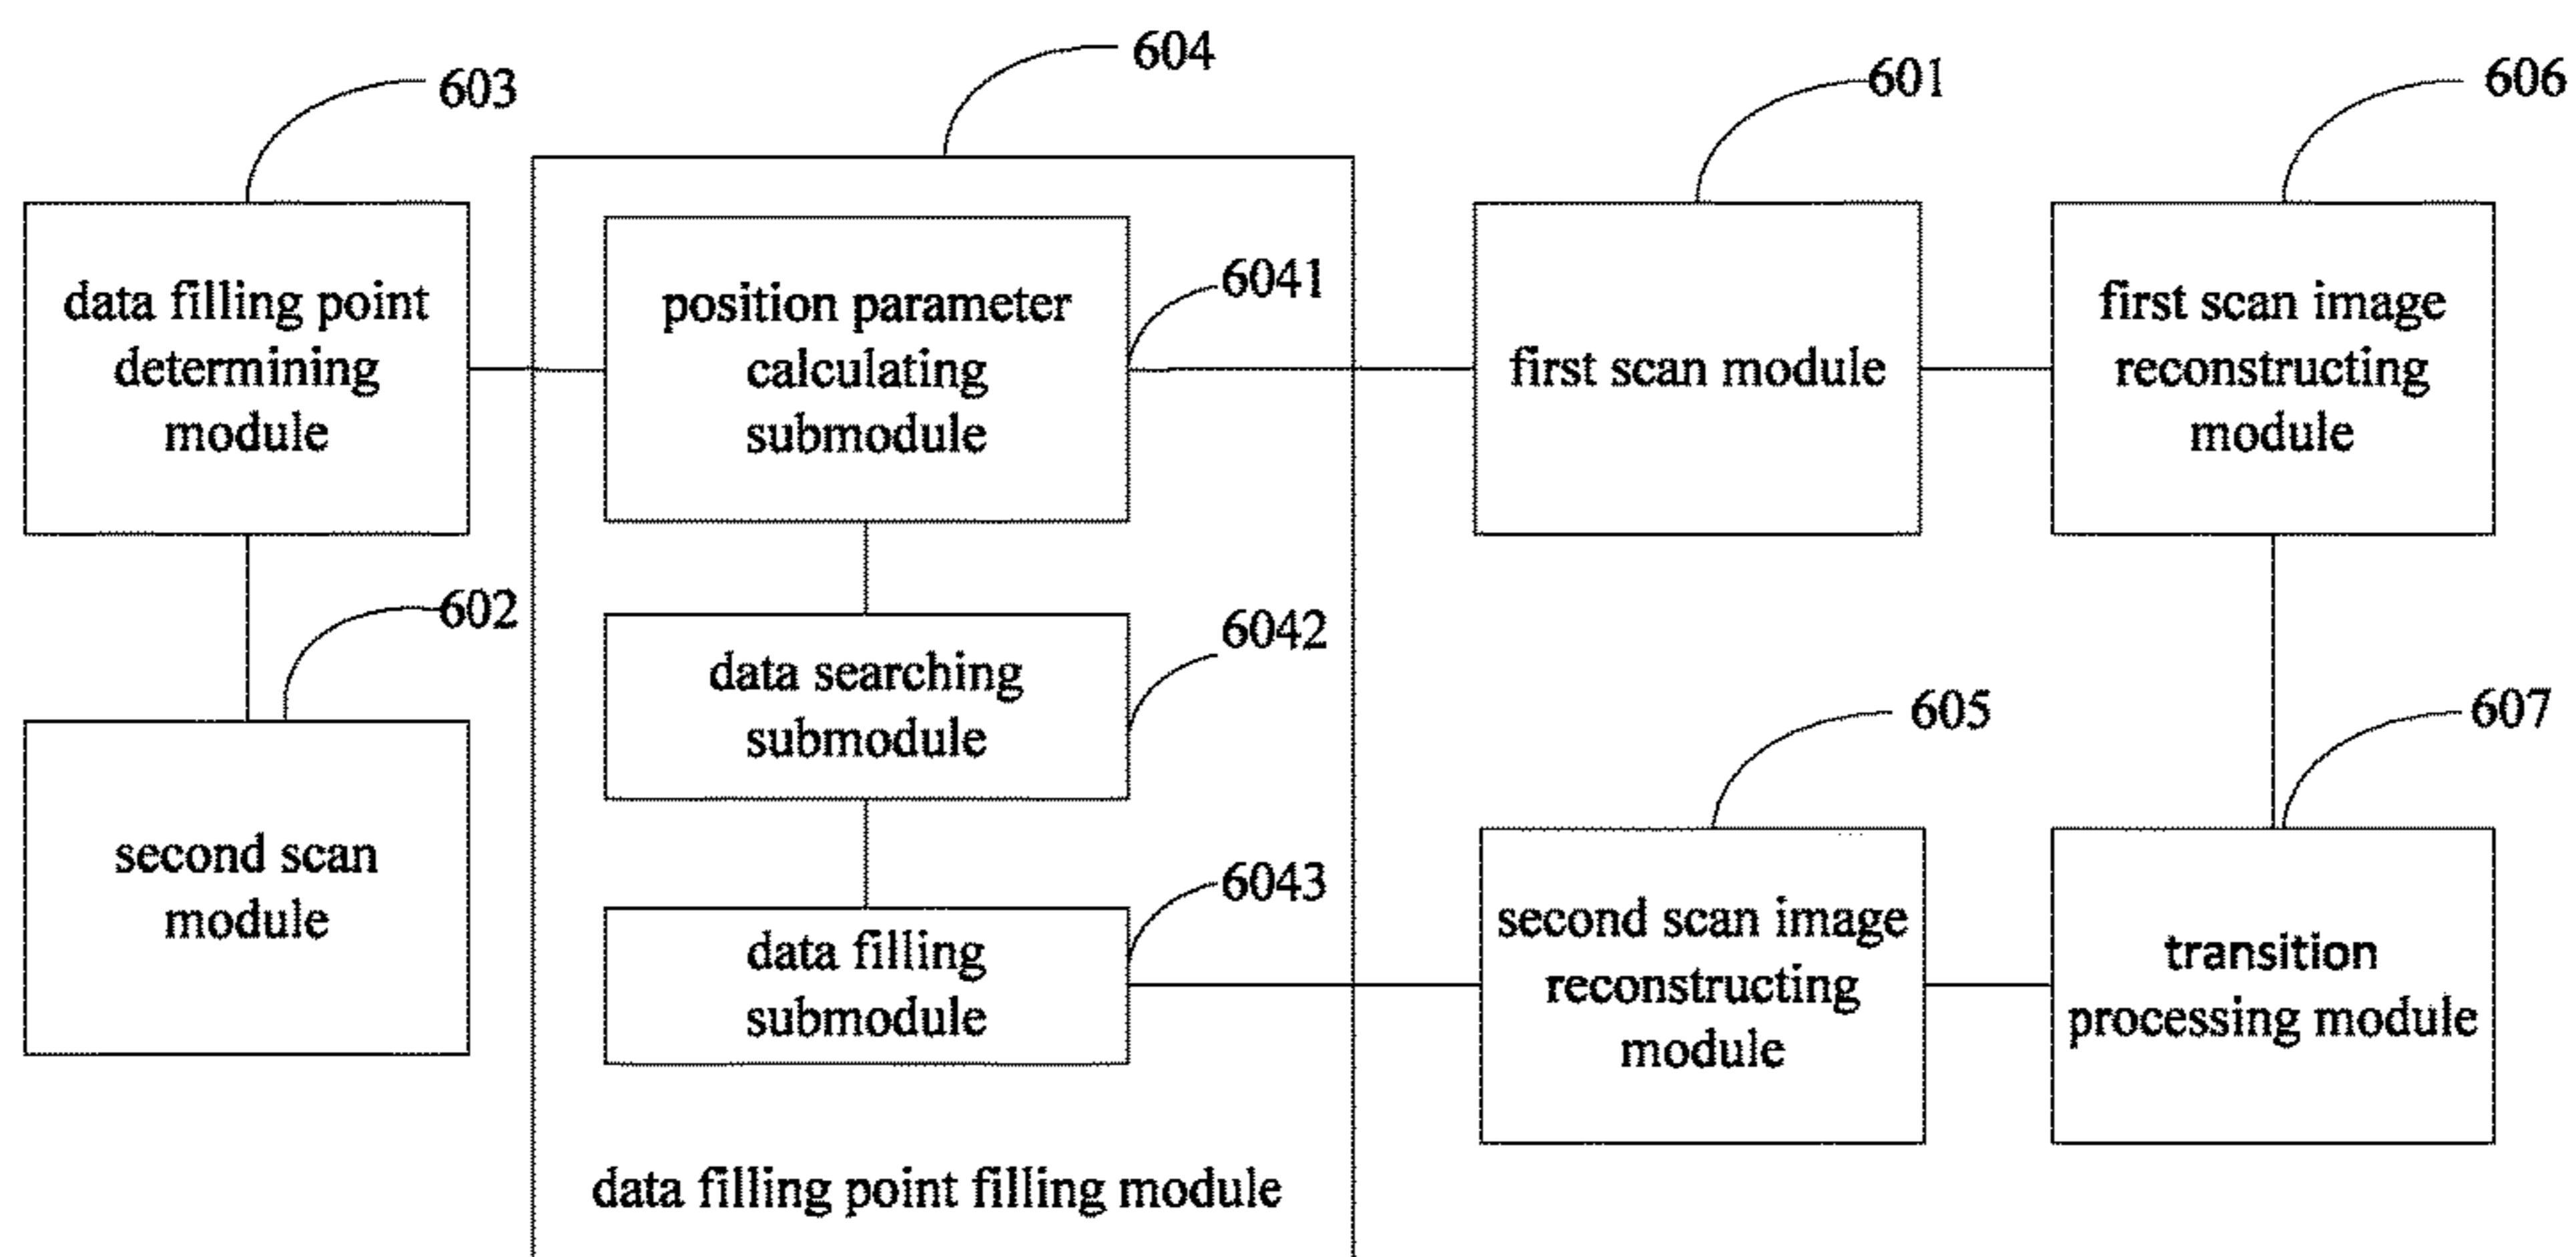 604
603
601
606
data filling point
determining
module
position parameter
calculating
submodule
6041
first scan module
first scan image
reconstructing
module
602
second scan
module
data searching
submodule
6042
605
607
data filling
submodule
6043
second scan image
reconstructing
module
transition
processing module
data filling point filling module